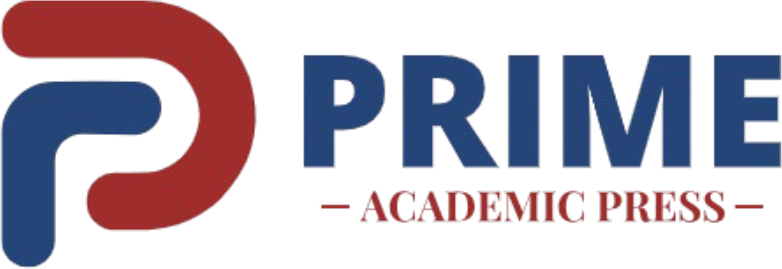 PRIME
– ACADEMIC PRESS –